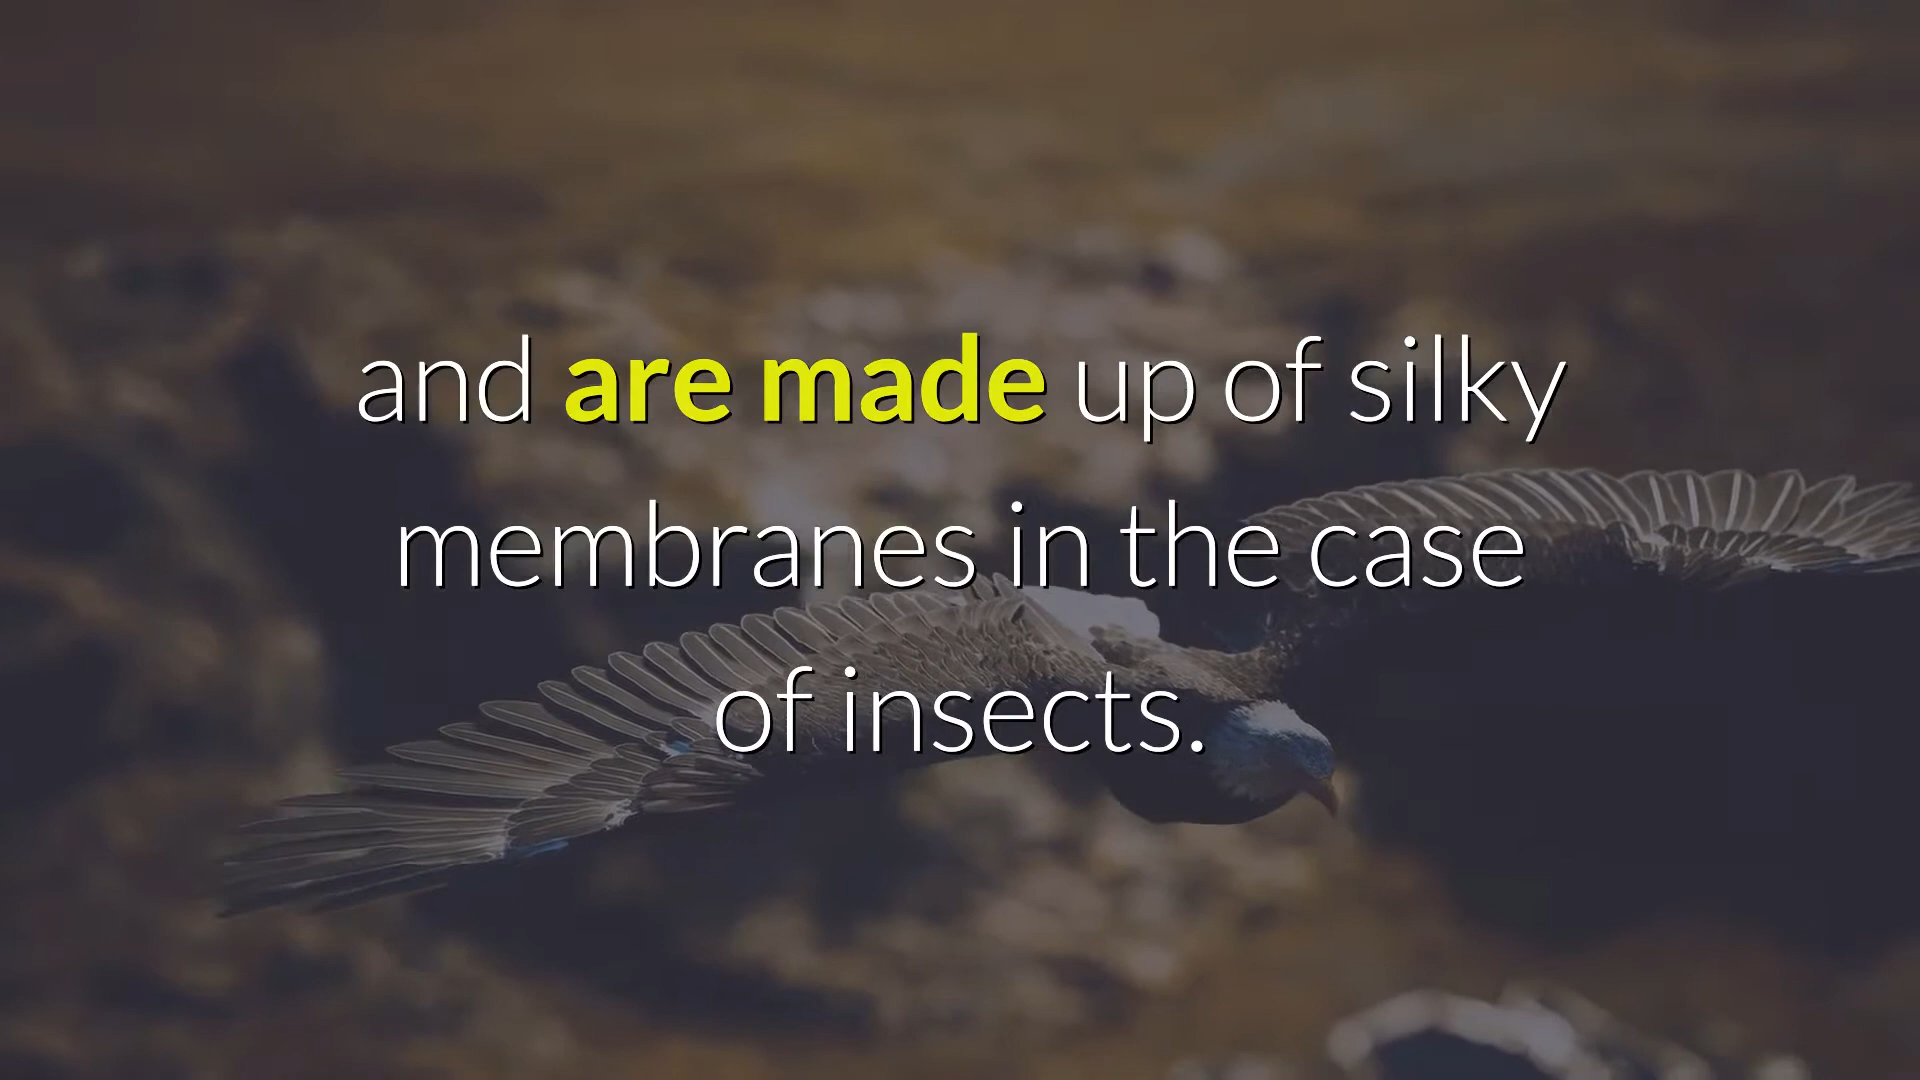 and are made up of silky
membranes in the case
of insects.